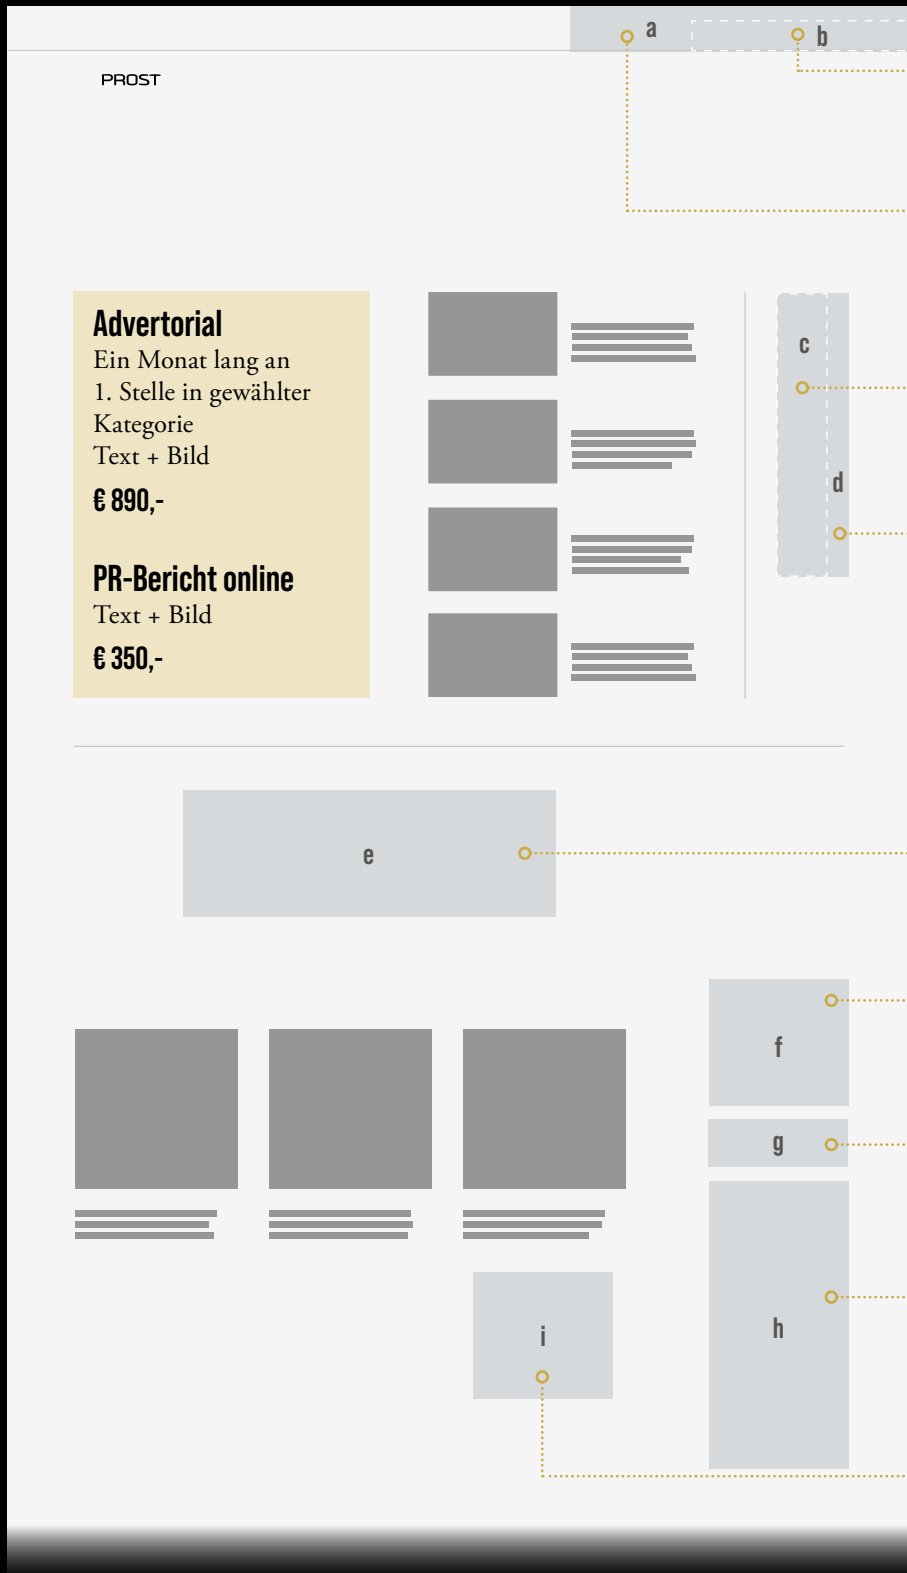 a
b
PROST
Advertorial
Ein Monat lang an
1. Stelle in gewählter
Kategorie
Text + Bild
€ 890,-
PR-Bericht online
Text + Bild
€ 350,-
c
d
e
f
g
h
i